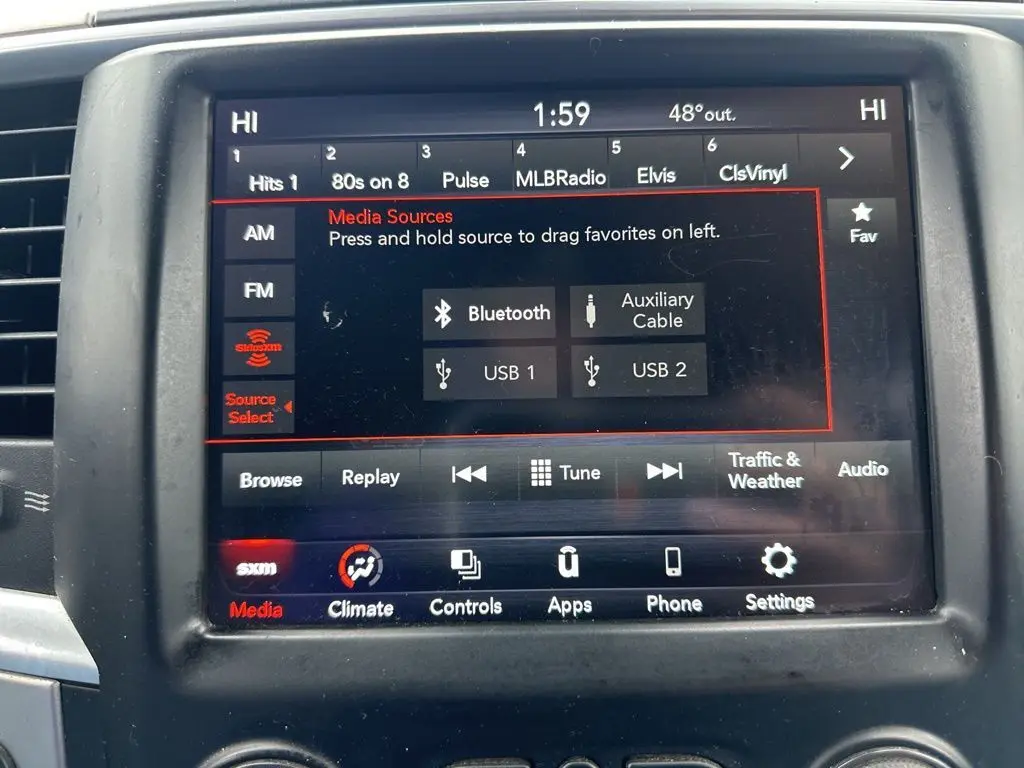 HI 1:59 48°out. HI
1 2 3 4 5 6
Hits 1 80s on 8 Pulse MLBRadio Elvis ClsVinyl
Media Sources
Press and hold source to drag favorites on left.
Fav
AM
FM
SiriusXM
Source
Select
Bluetooth
Auxiliary
Cable
USB 1 USB 2
Browse Replay Tune
Traffic &
Weather
Audio
sxm
Media Climate Controls Apps Phone Settings